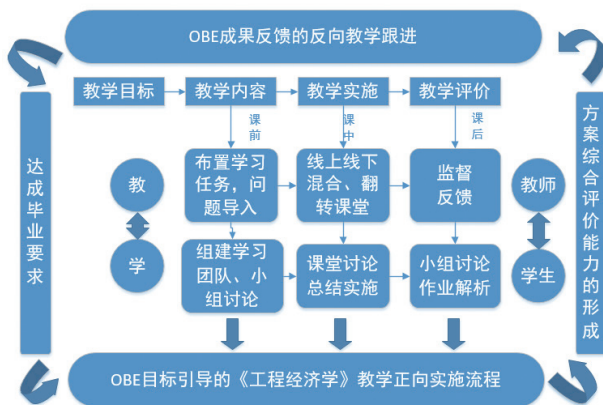 OBE成果反馈的反向教学跟进
教学目标
教学内容
教学实施
教学评价
课前
课中
课后
达成毕业要求
教
学
布置学习
任务，问
题导入
线上线下
混合、翻
转课堂
监督
反馈
教师
学生
组建学习
团队、小
组讨论
课堂讨论
总结实施
小组讨论
作业解析
方案综合评价能力的形成
OBE目标引导的《工程经济学》教学正向实施流程